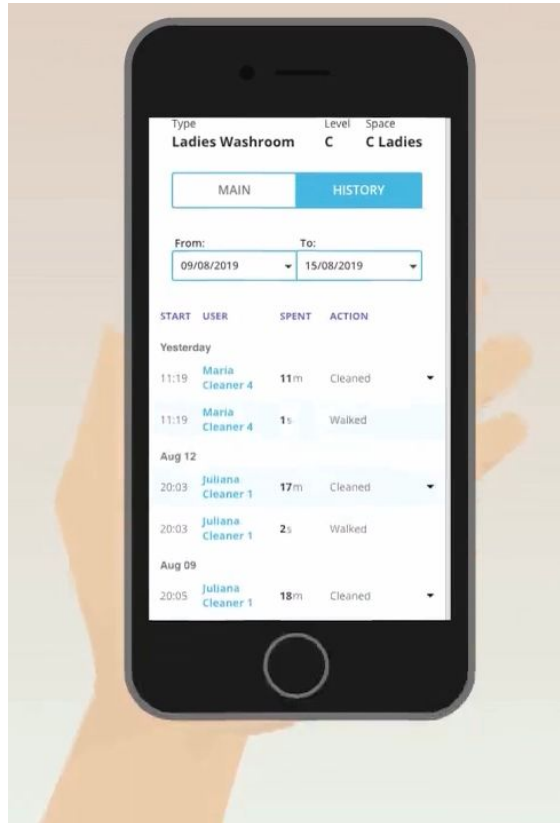 Type Level Space
Ladies Washroom C C Ladies
MAIN HISTORY
From: To:
09/08/2019 15/08/2019
START USER SPENT ACTION
Yesterday
11:19 Maria Cleaner 4 11m Cleaned
11:19 Maria Cleaner 4 1s Walked
Aug 12
20:03 Juliana Cleaner 1 17m Cleaned
20:03 Juliana Cleaner 1 2s Walked
Aug 09
20:05 Juliana Cleaner 1 18m Cleaned